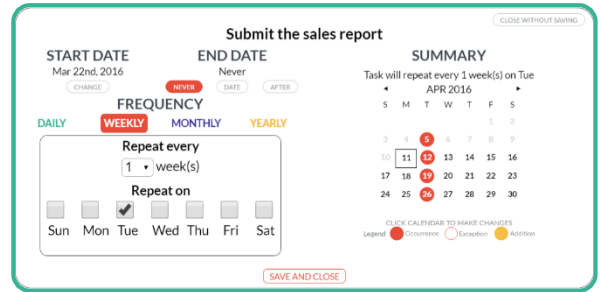 CLOSE WITHOUT SAVING
Submit the sales report
START DATE
Mar 22nd, 2016
CHANGE
END DATE
Never
NEVER DATE AFTER
FREQUENCY
DAILY WEEKLY MONTHLY YEARLY
Repeat every
1 week(s)
Repeat on
Sun Mon Tue Wed Thu Fri Sat
SUMMARY
Task will repeat every 1 week(s) on Tue
APR 2016
S M T W T F S
1 2
3 4 5 6 7 8 9
10 11 12 13 14 15 16
17 18 19 20 21 22 23
24 25 26 27 28 29 30
CLICK CALENDAR TO MAKE CHANGES
Legend Occurrence Exception Addition
SAVE AND CLOSE